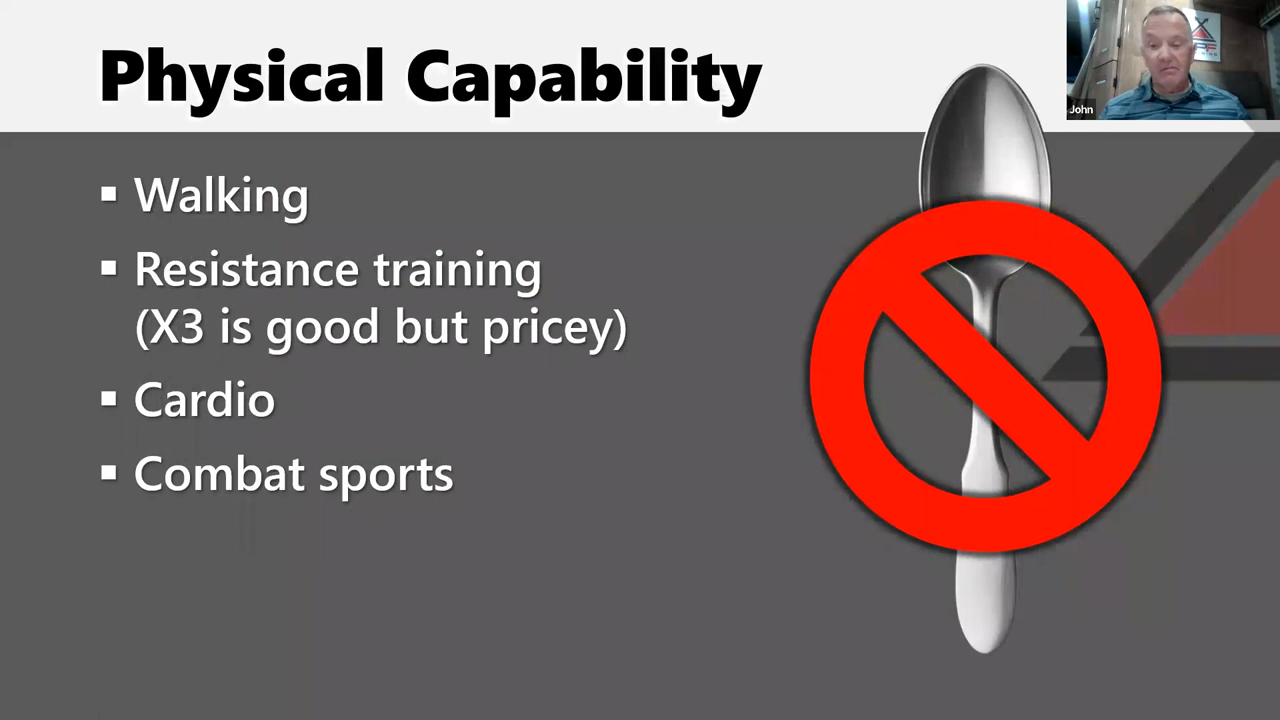 Physical Capability
John
▪ Walking
▪ Resistance training
(X3 is good but pricey)
▪ Cardio
▪ Combat sports